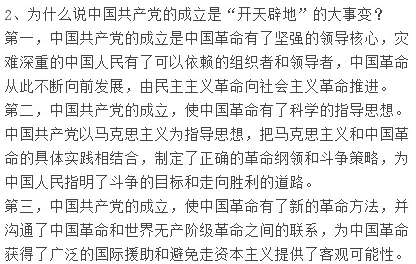 2、为什么说中国共产党的成立是“开天辟地”的大事变？
第一，中国共产党的成立是中国革命有了坚强的领导核心，灾
难深重的中国人民有了可以依赖的组织者和领导者，中国革命
从此不断向前发展，由民主主义革命向社会主义革命推进。
第二，中国共产党的成立，使中国革命有了科学的指导思想。
中国共产党以马克思主义为指导思想，把马克思主义和中国革
命的具体实践相结合，制定了正确的革命纲领和斗争策略，为
中国人民指明了斗争的目标和走向胜利的道路。
第三，中国共产党的成立，使中国革命有了新的革命方法，并
沟通了中国革命和世界无产阶级革命之间的联系，为中国革命
获得了广泛的国际援助和避免走资本主义提供了客观可能性。